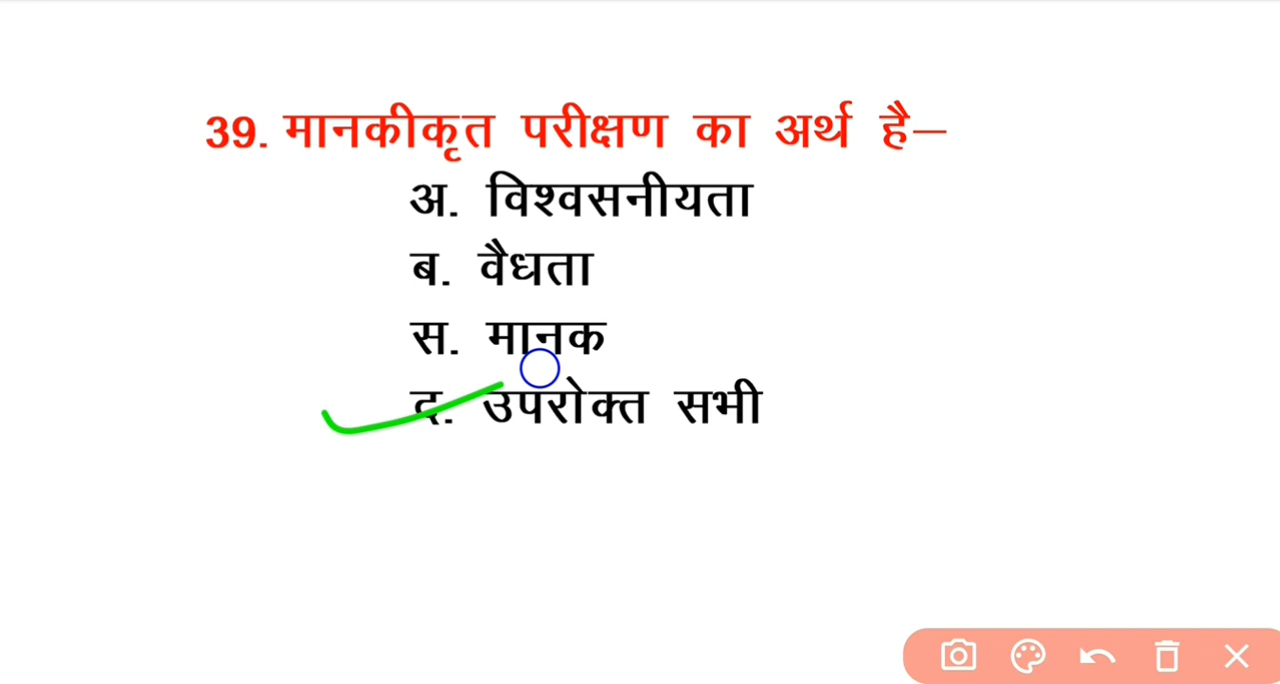 39. मानकीकृत परीक्षण का अर्थ है–
अ. विश्वसनीयता
ब. वैधता
स. मानक
द. उपरोक्त सभी